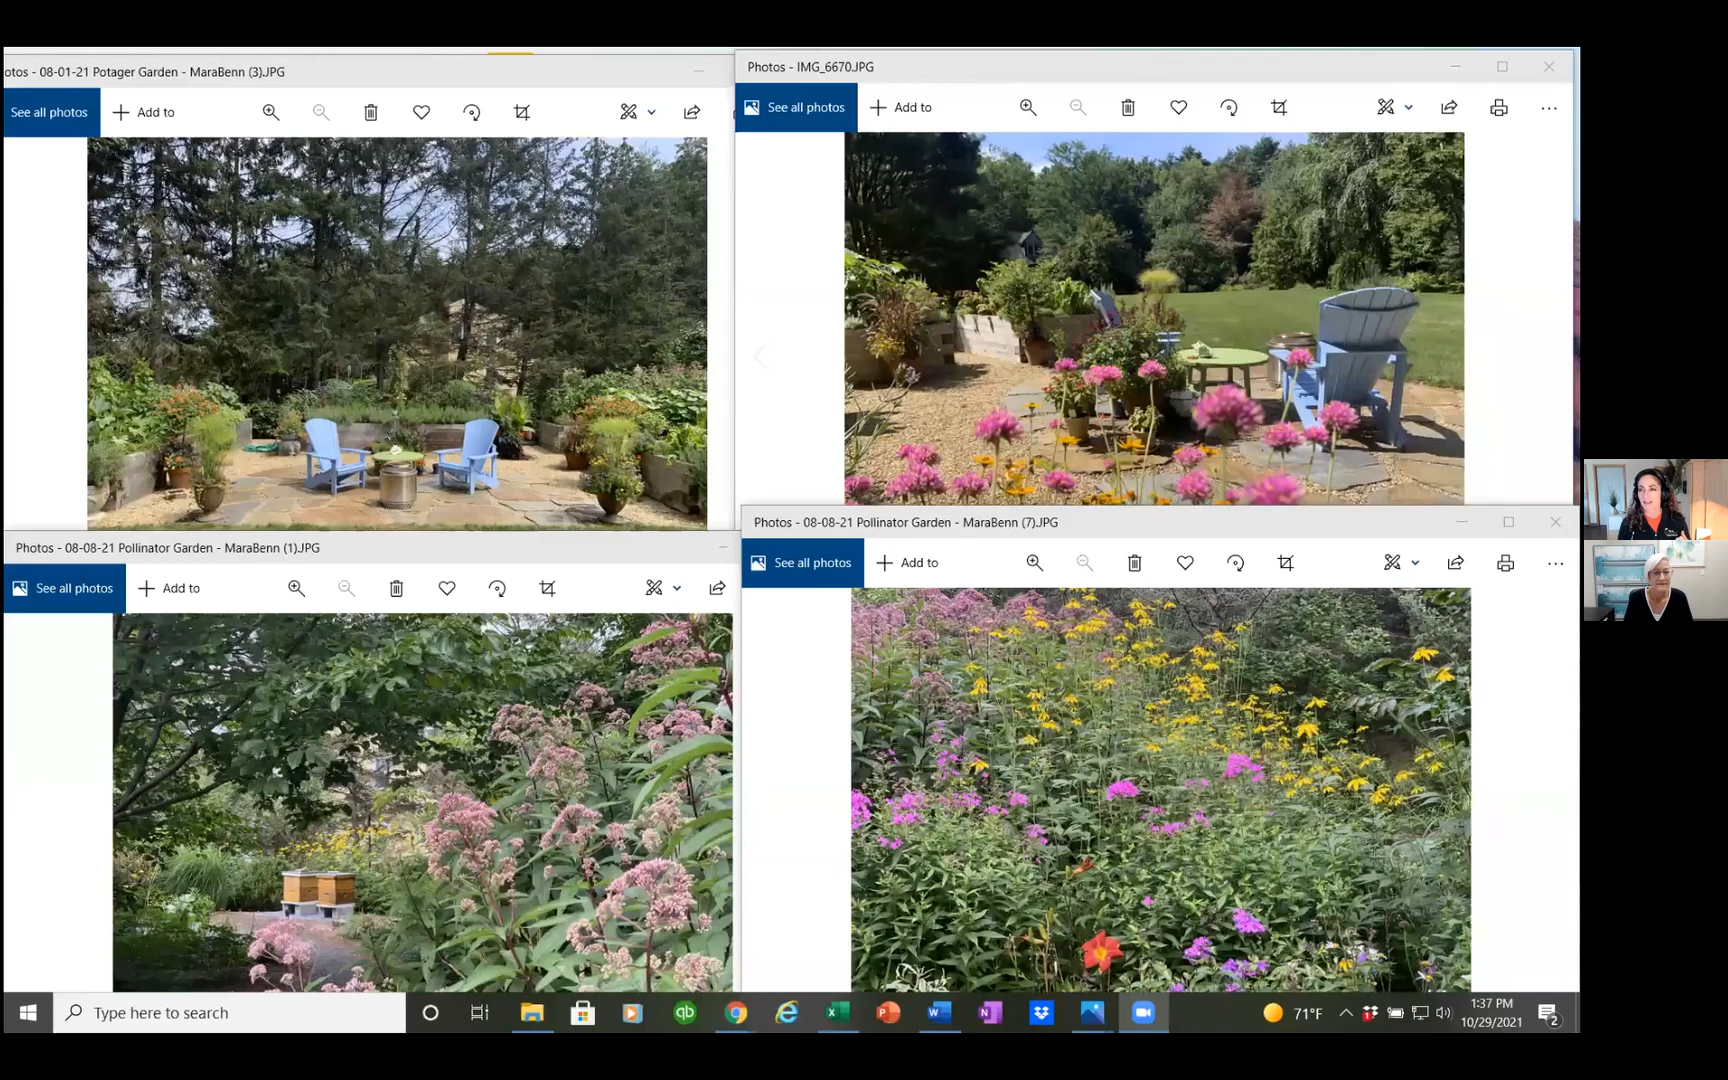 otos - 08-01-21 Potager Garden - MaraBenn (3).JPG
See all photos
Add to
Photos - IMG_6670.JPG
See all photos
Add to
Photos - 08-08-21 Pollinator Garden - MaraBenn (1).JPG
See all photos
Add to
Photos - 08-08-21 Pollinator Garden - MaraBenn (7).JPG
See all photos
Add to
Type here to search
qb
71°F
1
1:37 PM
10/29/2021
2